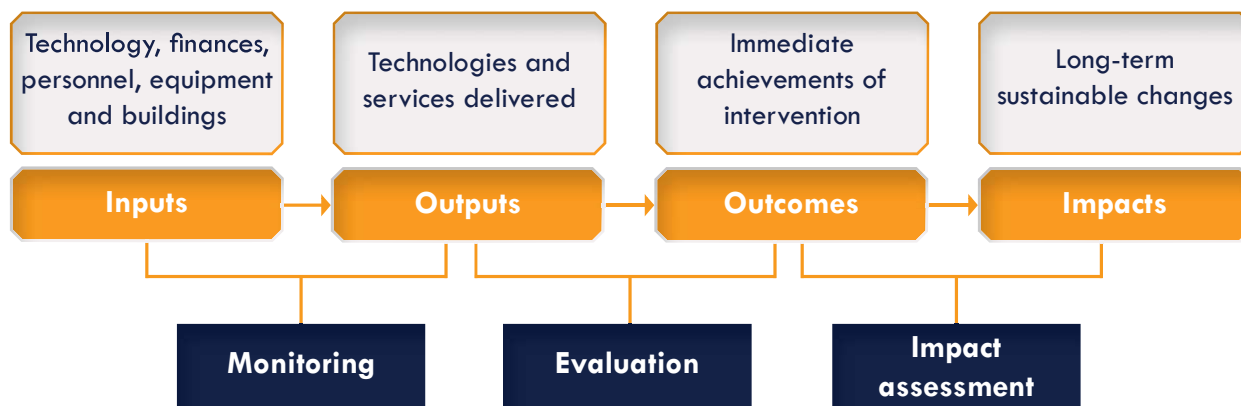 Technology, finances,
personnel, equipment
and buildings
Technologies and
services delivered
Immediate
achievements of
intervention
Long-term
sustainable changes
Inputs
Outputs
Outcomes
Impacts
Monitoring
Evaluation
Impact
assessment